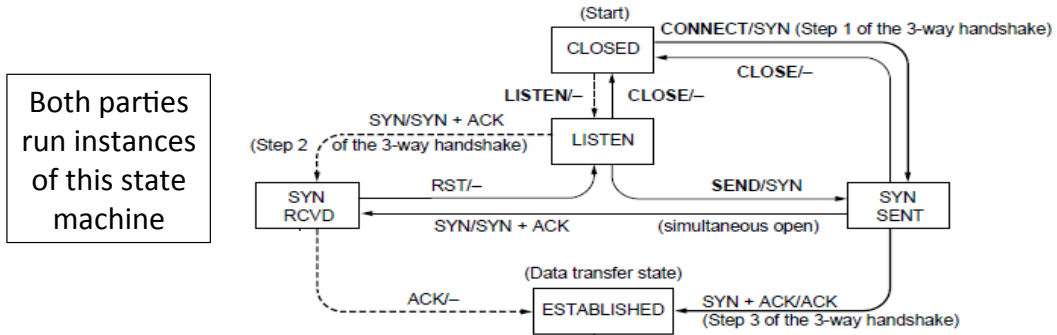 Both parties
run instances
of this state
machine
(Start)
CLOSED
CONNECT/SYN (Step 1 of the 3-way handshake)
CLOSE/–
LISTEN/–
CLOSE/–
SYN/SYN + ACK
(Step 2 of the 3-way handshake)
LISTEN
RST/–
SEND/SYN
SYN
RCVD
SYN
SENT
SYN/SYN + ACK
(simultaneous open)
(Data transfer state)
ACK/–
ESTABLISHED
SYN + ACK/ACK
(Step 3 of the 3-way handshake)